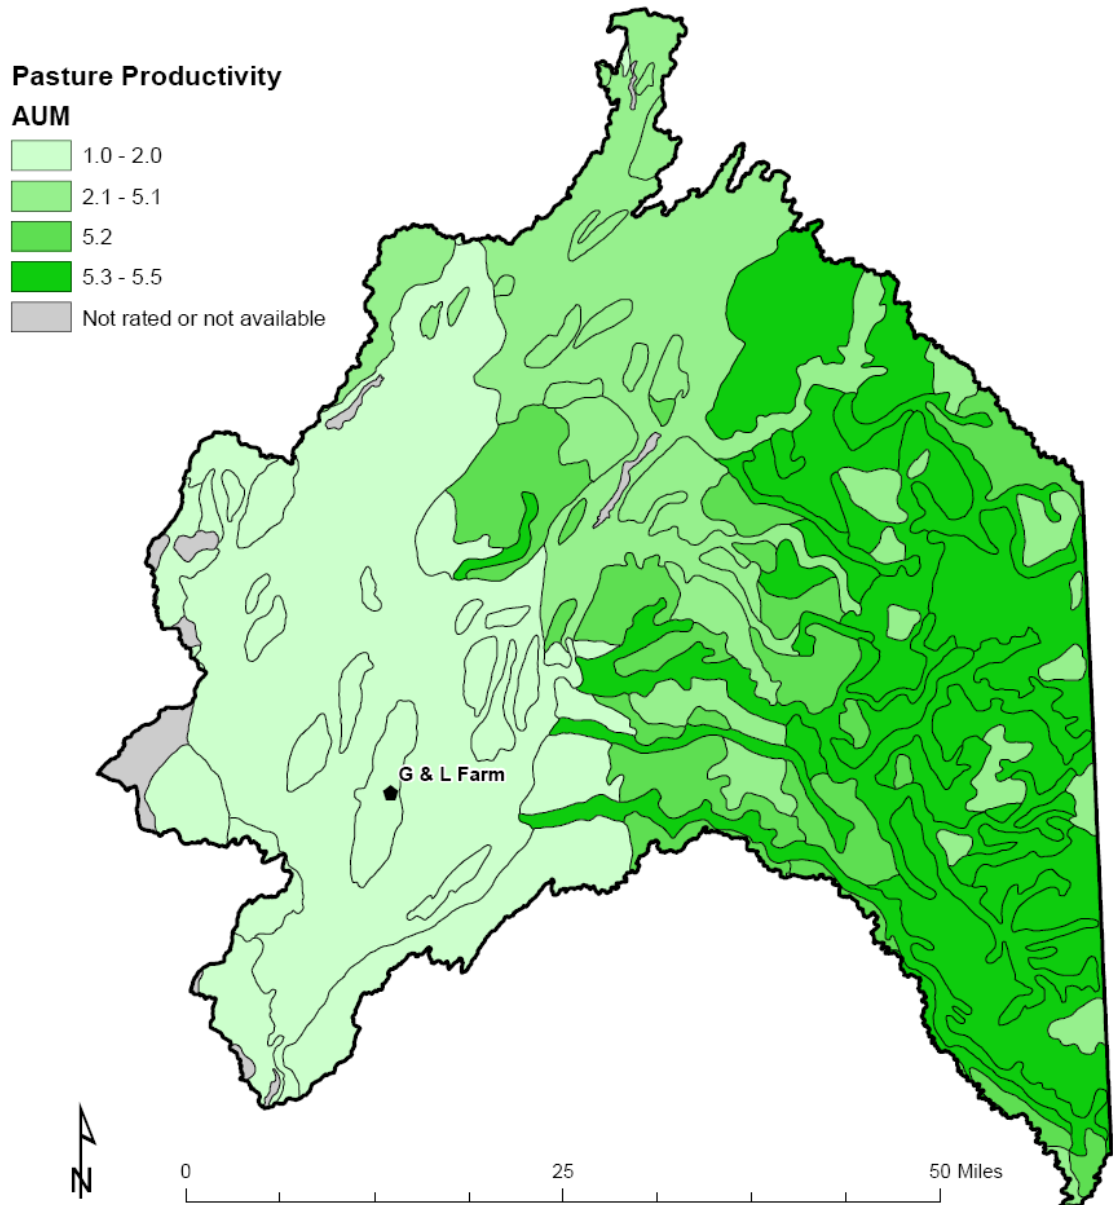 Pasture Productivity
AUM
1.0 - 2.0
2.1 - 5.1
5.2
5.3 - 5.5
Not rated or not available
G & L Farm
N
0 25 50 Miles